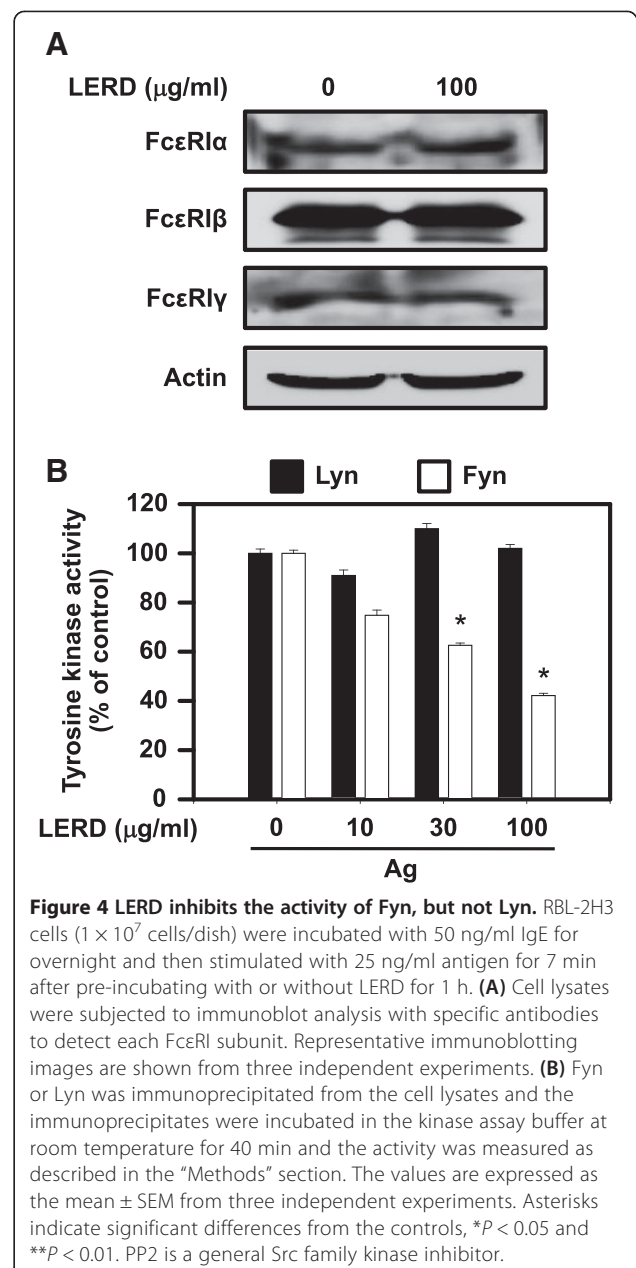 A
LERD (μg/ml) 0 100
FcεRIα
FcεRIβ
FcεRIγ
Actin
B
Lyn Fyn
Tyrosine kinase activity
(% of control)
120
100
80
60
40
20
0
*
*
LERD (μg/ml) 0 10 30 100
Ag
Figure 4 LERD inhibits the activity of Fyn, but not Lyn. RBL-2H3
cells (1 × 10⁷ cells/dish) were incubated with 50 ng/ml IgE for
overnight and then stimulated with 25 ng/ml antigen for 7 min
after pre-incubating with or without LERD for 1 h. (A) Cell lysates
were subjected to immunoblot analysis with specific antibodies
to detect each FcεRI subunit. Representative immunoblotting
images are shown from three independent experiments. (B) Fyn
or Lyn was immunoprecipitated from the cell lysates and the
immunoprecipitates were incubated in the kinase assay buffer at
room temperature for 40 min and the activity was measured as
described in the “Methods” section. The values are expressed as
the mean ± SEM from three independent experiments. Asterisks
indicate significant differences from the controls, *P < 0.05 and
**P < 0.01. PP2 is a general Src family kinase inhibitor.